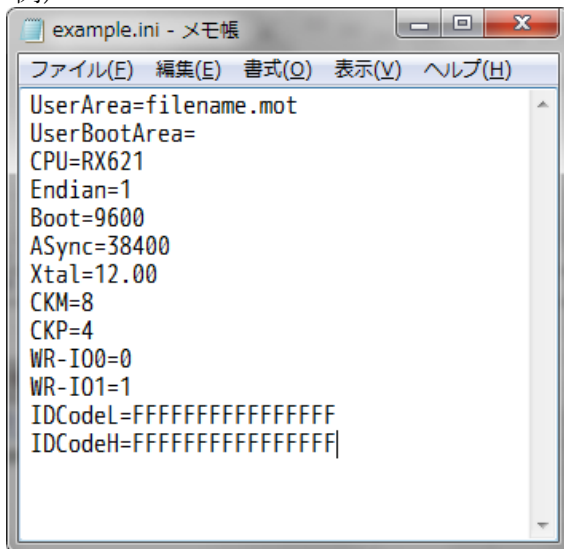 例)
example.ini - メモ帳
ファイル(F) 編集(E) 書式(O) 表示(V) ヘルプ(H)
UserArea=filename.mot
UserBootArea=
CPU=RX621
Endian=1
Boot=9600
ASync=38400
Xtal=12.00
CKM=8
CKP=4
WR-IO0=0
WR-IO1=1
IDCodeL=FFFFFFFFFFFFFFFF
IDCodeH=FFFFFFFFFFFFFFFF